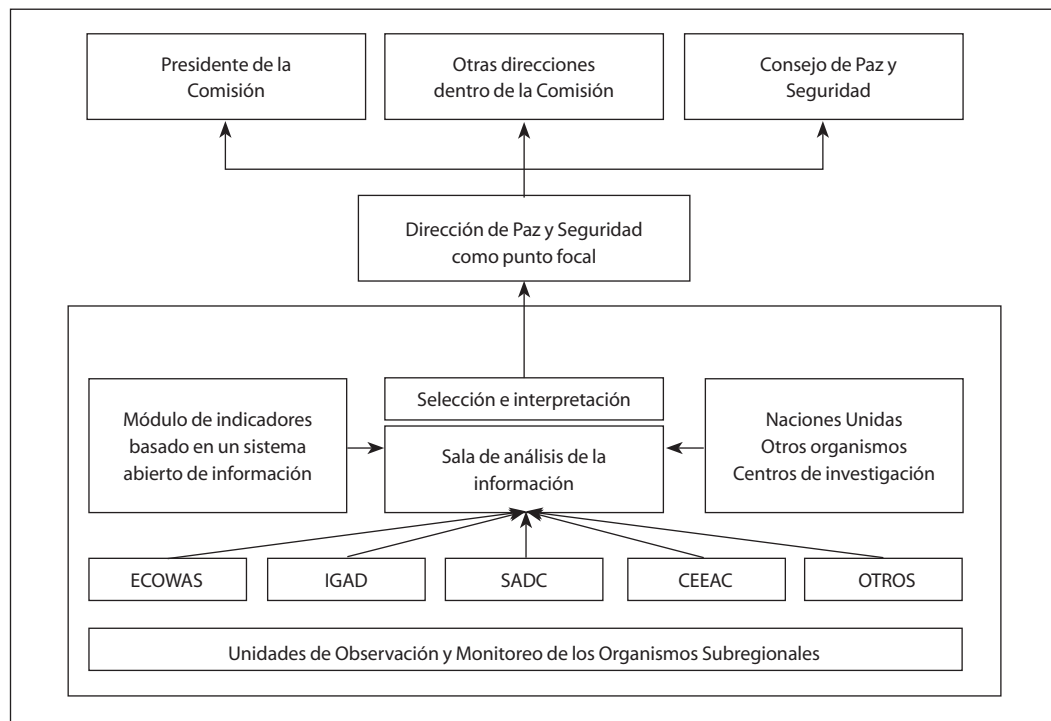 Presidente de la
Comisión
Otras direcciones
dentro de la Comisión
Consejo de Paz y
Seguridad
Dirección de Paz y Seguridad
como punto focal
Módulo de indicadores
basado en un sistema
abierto de información
Selección e interpretación
Sala de análisis de la
información
Naciones Unidas
Otros organismos
Centros de investigación
ECOWAS
IGAD
SADC
CEEAC
OTROS
Unidades de Observación y Monitoreo de los Organismos Subregionales